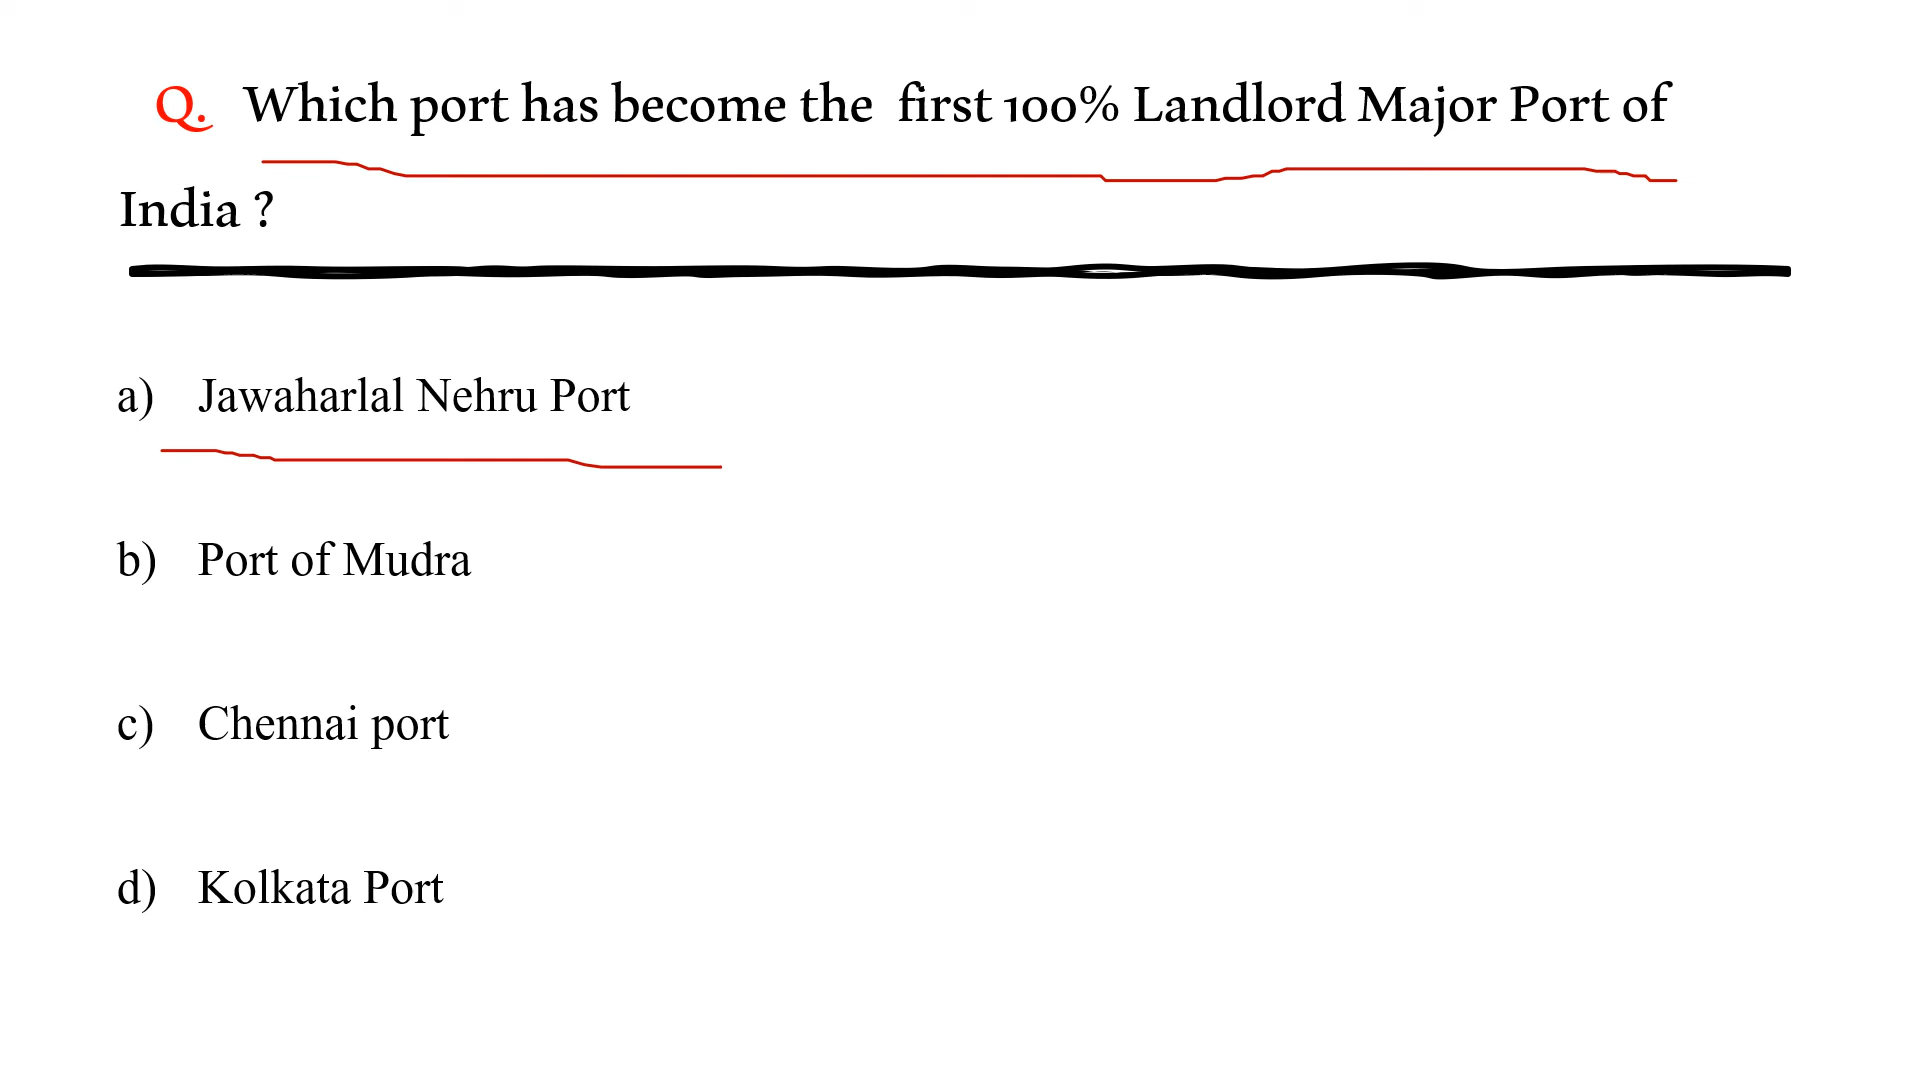 Q. Which port has become the first 100% Landlord Major Port of
India ?
a) Jawaharlal Nehru Port
b) Port of Mudra
c) Chennai port
d) Kolkata Port